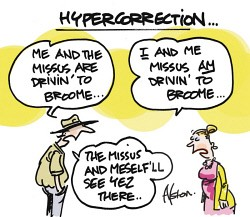 HYPERCORRECTION...
ME AND THE
MISSUS ARE
DRIVIN' TO
BROOME...
I AND ME
MISSUS AM
DRIVIN' TO
BROOME...
THE MISSUS
AND MESELF'LL
SEE YEZ
THERE..
Alston.